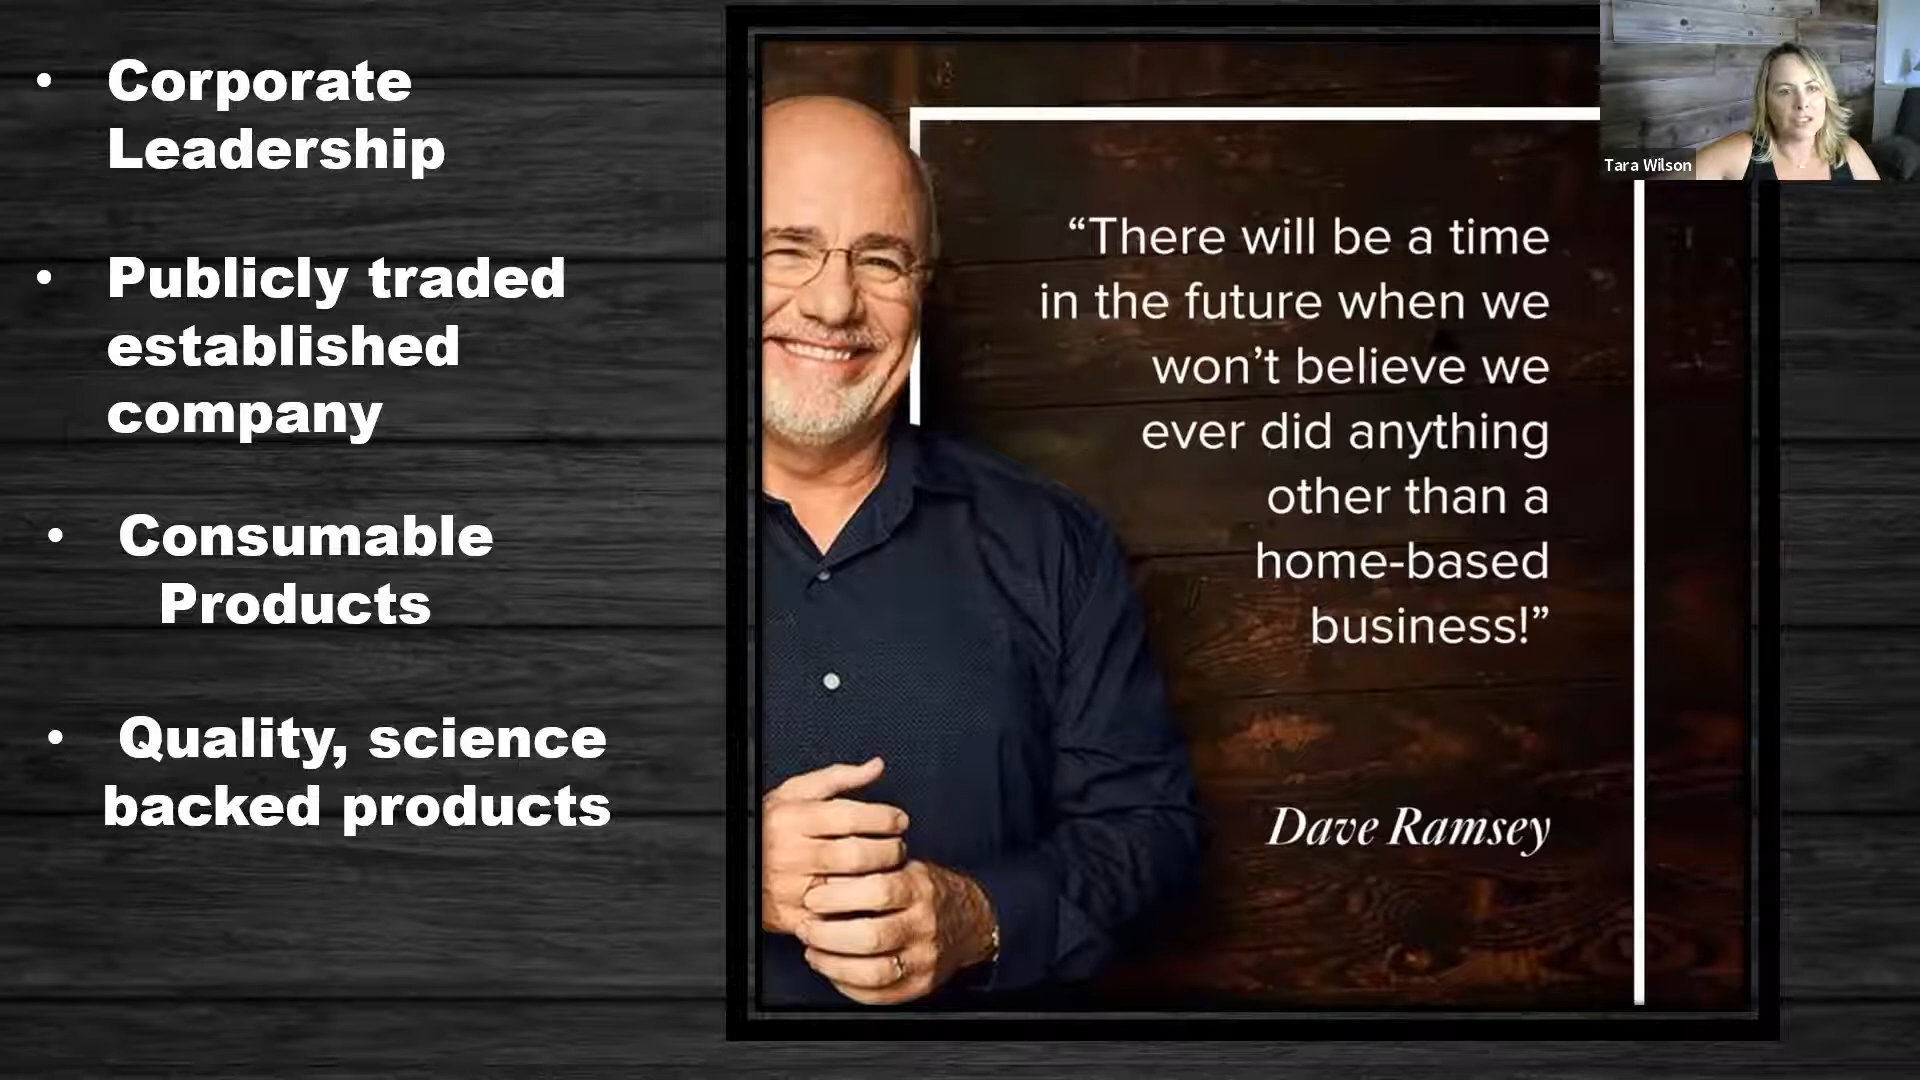 • Corporate
Leadership
• Publicly traded
established
company
• Consumable
Products
• Quality, science
backed products
“There will be a time
in the future when we
won’t believe we
ever did anything
other than a
home-based
business!”
Dave Ramsey
Tara Wilson